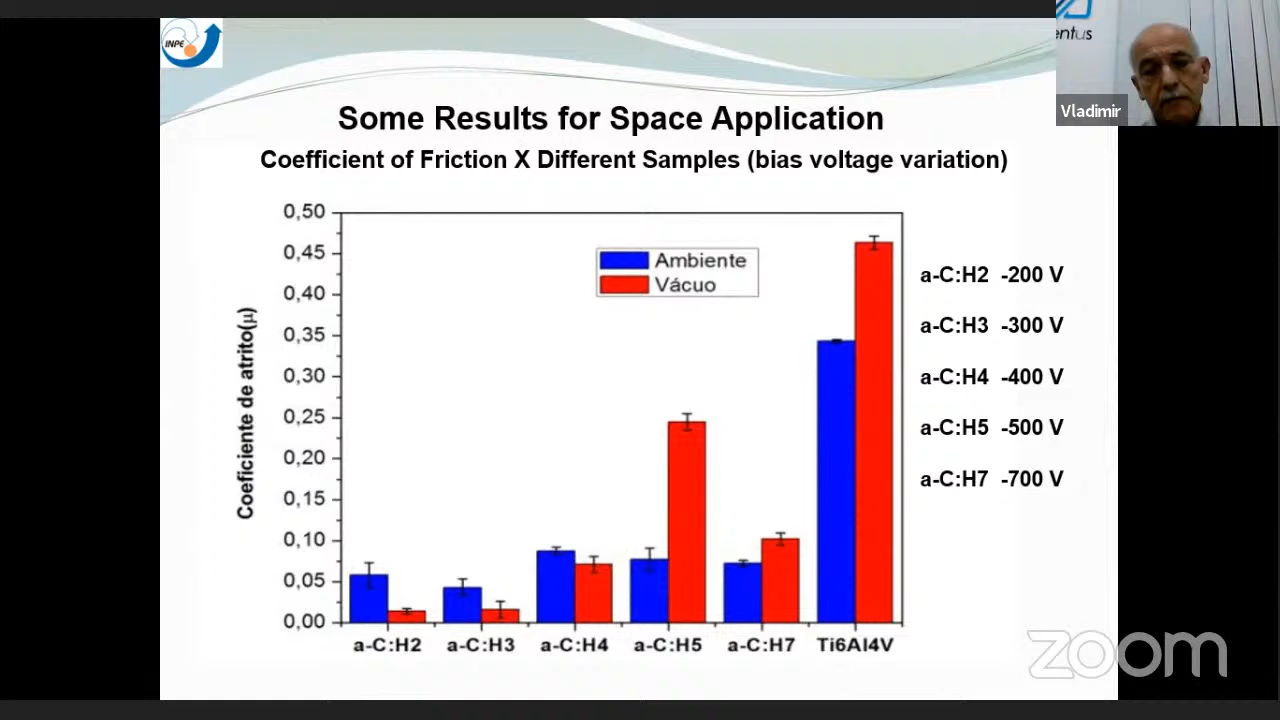 INPE
entus
Vladimir
Some Results for Space Application
Coefficient of Friction X Different Samples (bias voltage variation)
0,50
0,45
0,40
0,35
0,30
0,25
0,20
0,15
0,10
0,05
0,00
Coeficiente de atrito(μ)
Ambiente
Vácuo
a-C:H2
a-C:H3
a-C:H4
a-C:H5
a-C:H7
Ti6Al4V
a-C:H2 -200 V
a-C:H3 -300 V
a-C:H4 -400 V
a-C:H5 -500 V
a-C:H7 -700 V
zoom